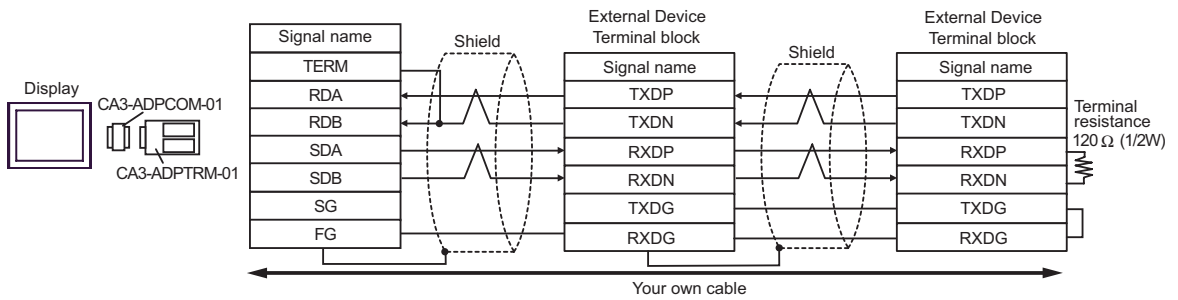 Display
CA3-ADPCOM-01
CA3-ADPTRM-01
Signal name
TERM
RDA
RDB
SDA
SDB
SG
FG
Shield
External Device
Terminal block
Signal name
TXDP
TXDN
RXDP
RXDN
TXDG
RXDG
Shield
External Device
Terminal block
Signal name
TXDP
TXDN
RXDP
RXDN
TXDG
RXDG
Terminal
resistance
120 Ω (1/2W)
Your own cable